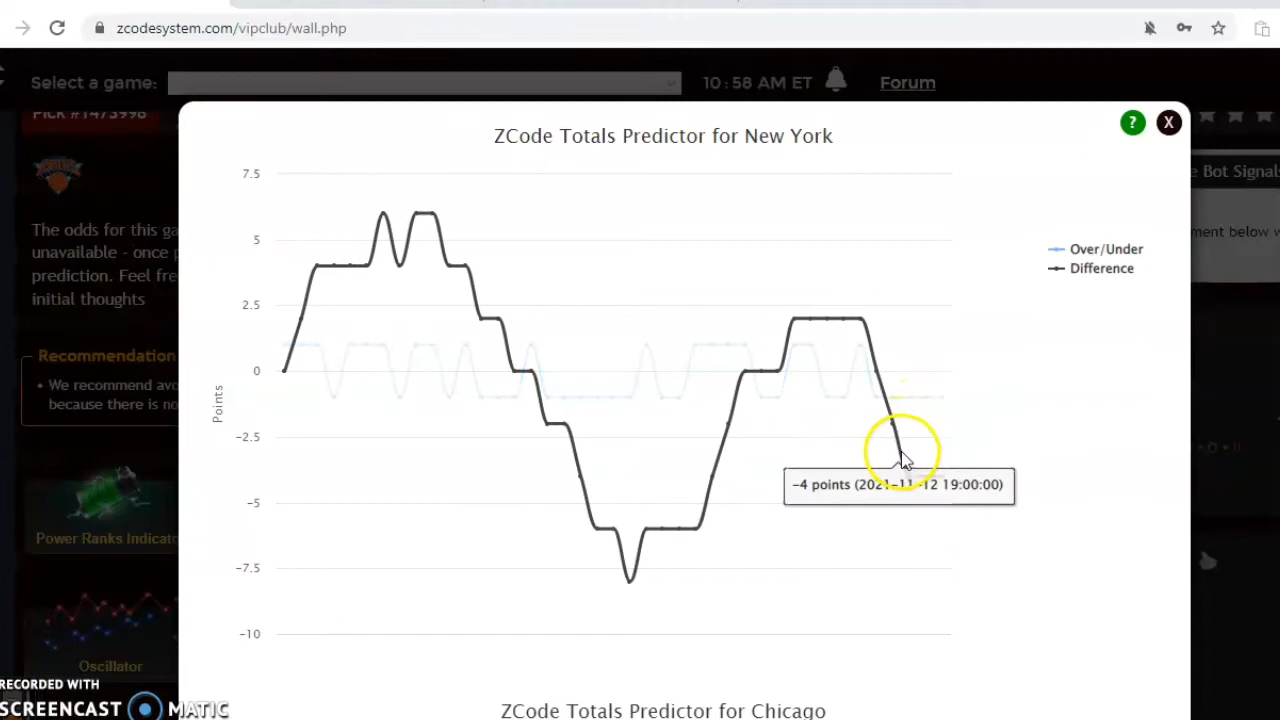 zcodesystem.com/vipclub/wall.php
Select a game:
10:58 AM ET
Forum
PICK #1473998
ZCode Totals Predictor for New York
?
X
7.5
5
2.5
0
−2.5
−5
−7.5
−10
Points
Over/Under
Difference
−4 points (2021-11-12 19:00:00)
e Bot Signals
ment below w
The odds for this ga
unavailable - once p
prediction. Feel fre
initial thoughts
Recommendation
• We recommend avo
because there is no
Power Ranks Indicato
Oscillator
RECORDED WITH
SCREENCAST MATIC
ZCode Totals Predictor for Chicago